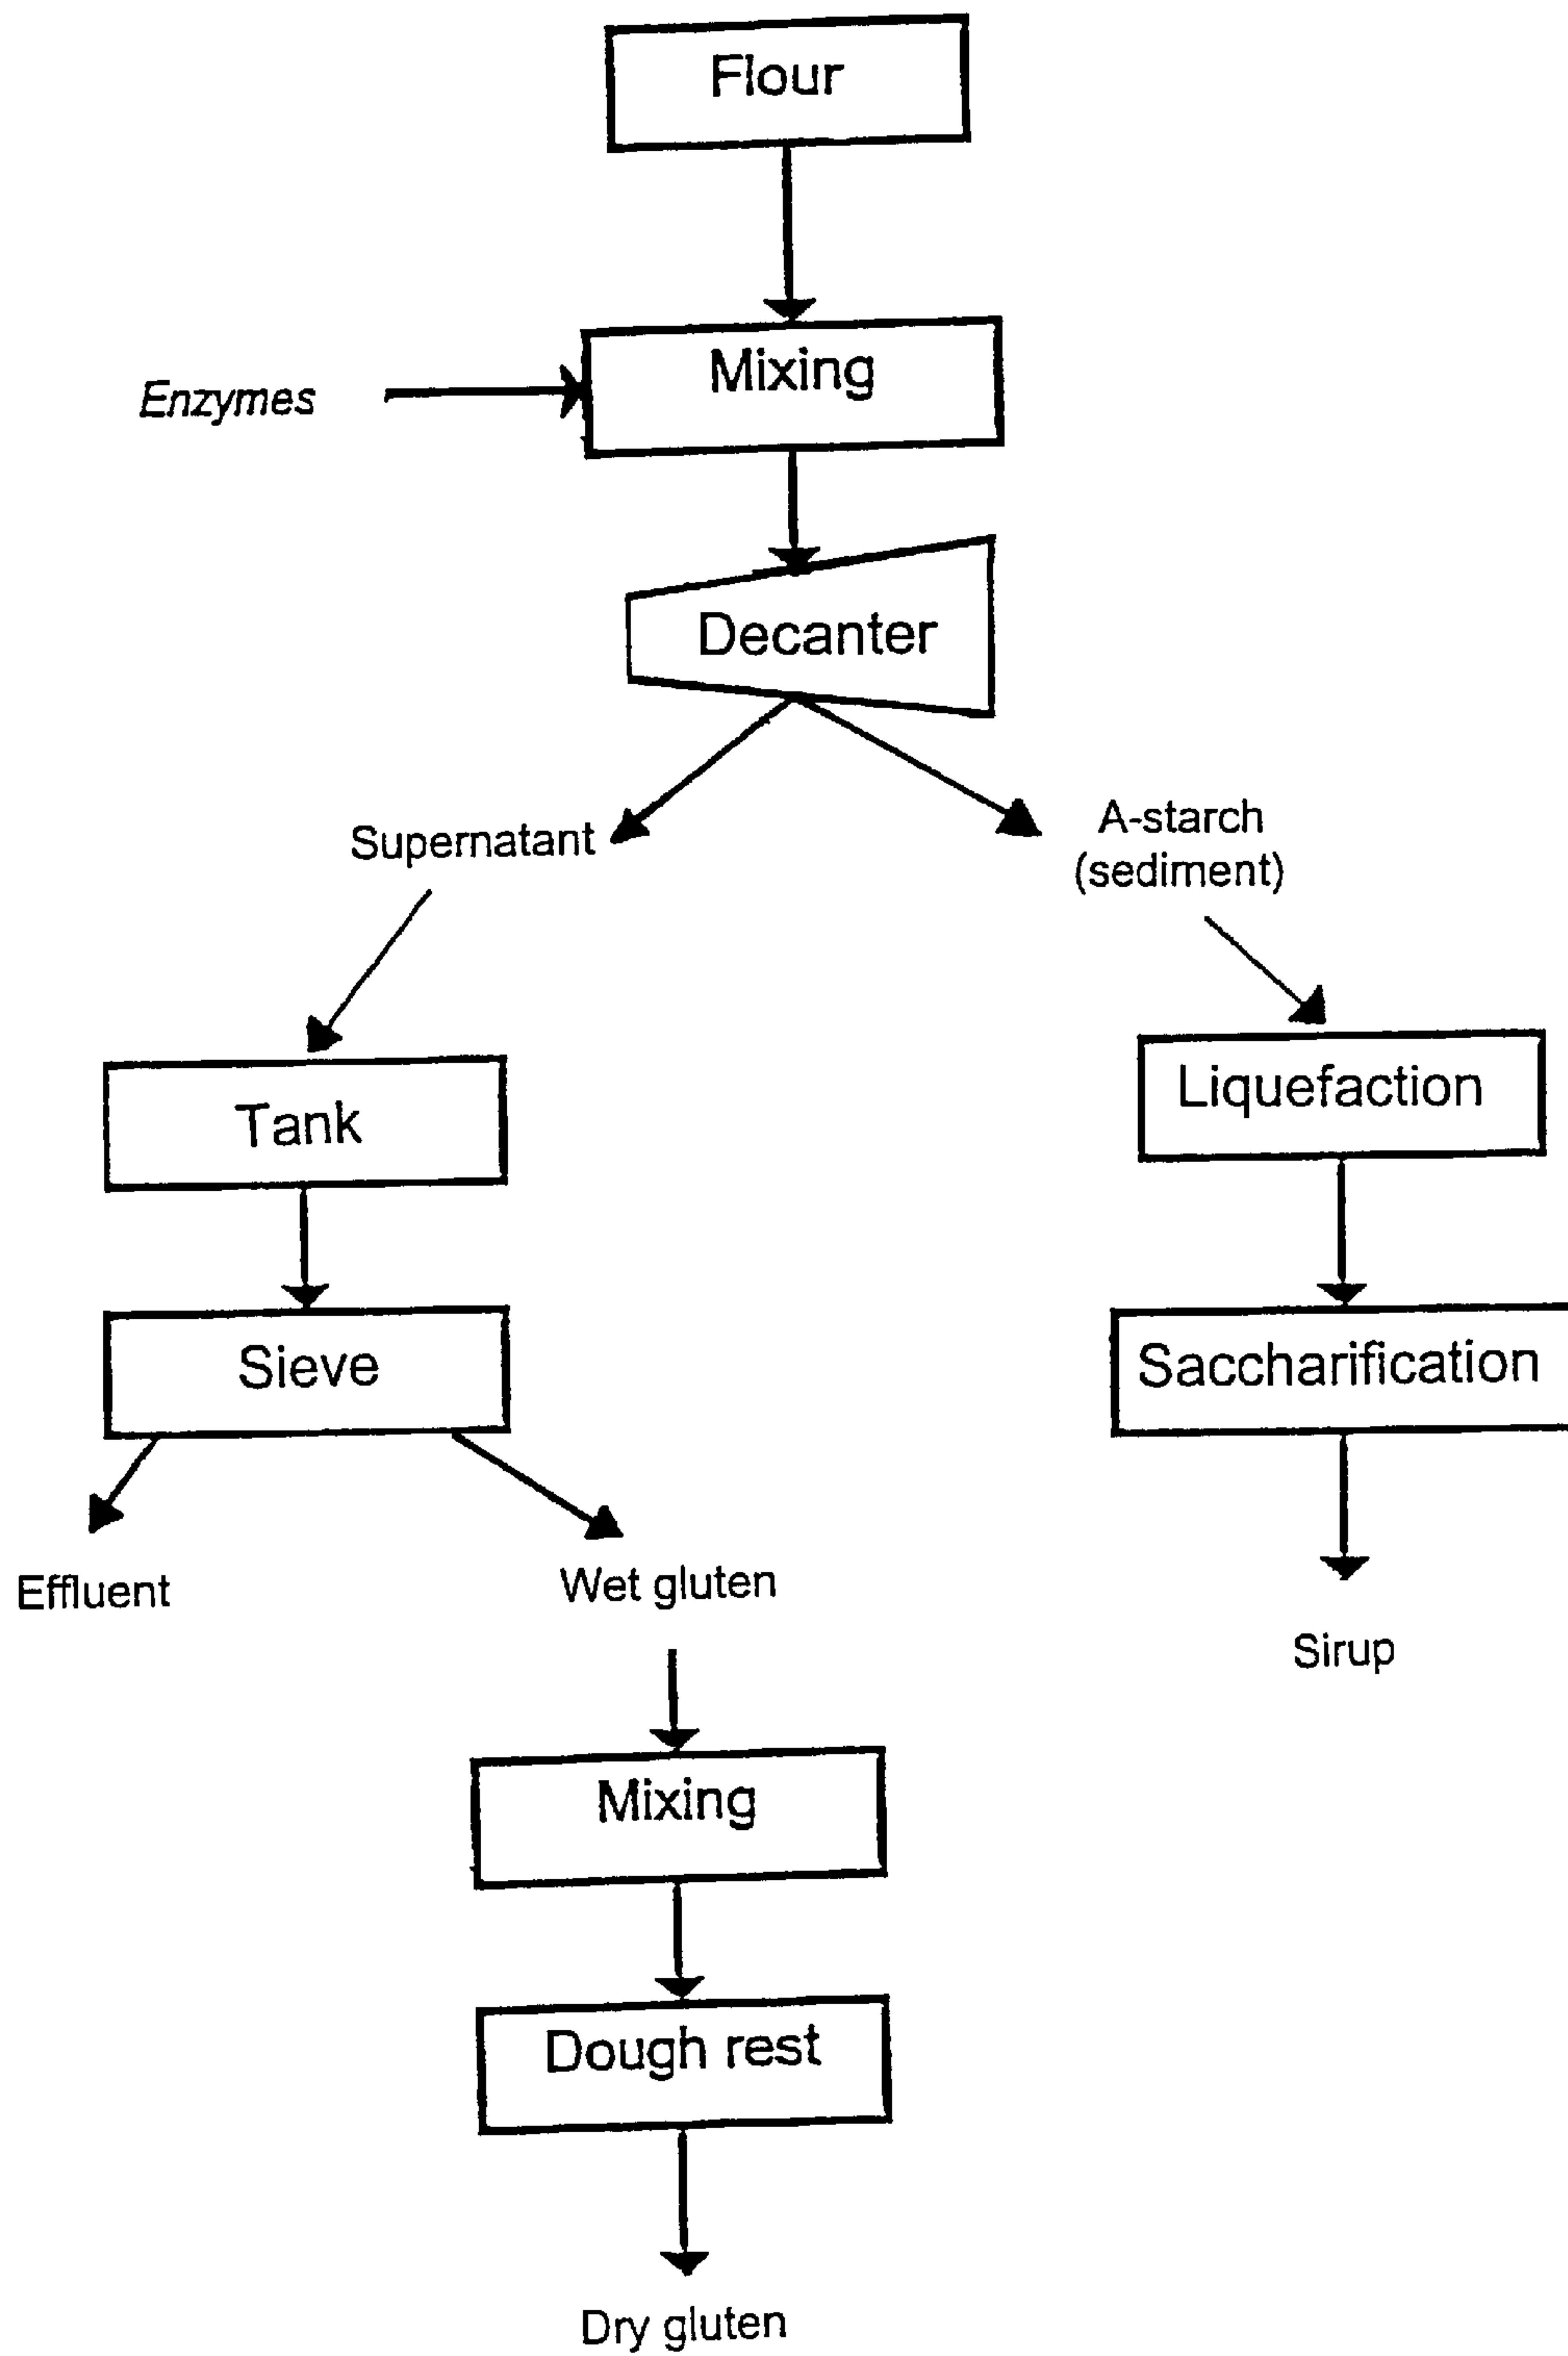 Flour
Enzymes
Mixing
Decanter
Supernatant
A-starch
(sediment)
Tank
Liquefaction
Sieve
Saccharification
Effluent
Wet gluten
Sirup
Mixing
Dough rest
Dry gluten